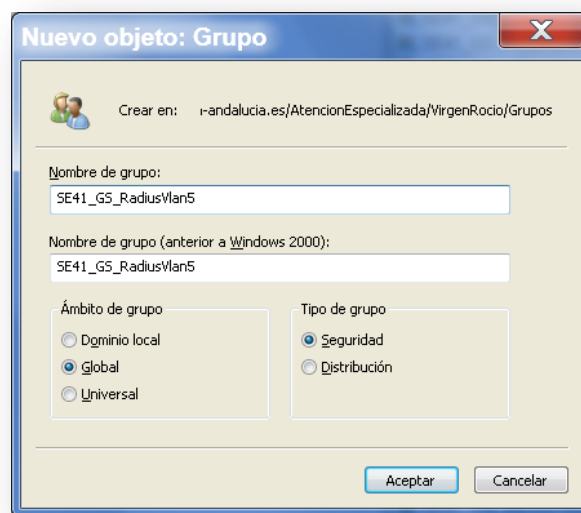 Nuevo objeto: Grupo
Crear en: ı-andalucia.es/AtencionEspecializada/VirgenRocio/Grupos
Nombre de grupo:
SE41_GS_RadiusVlan5
Nombre de grupo (anterior a Windows 2000):
SE41_GS_RadiusVlan5
Ámbito de grupo
Dominio local
Global
Universal
Tipo de grupo
Seguridad
Distribución
Aceptar
Cancelar